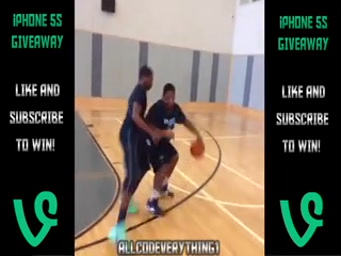 iPHONE 5S
GIVEAWAY
LIKE AND
SUBSCRIBE
TO WIN!
iPHONE 5S
GIVEAWAY
LIKE AND
SUBSCRIBE
TO WIN!
ALLCODEVERYTHING1